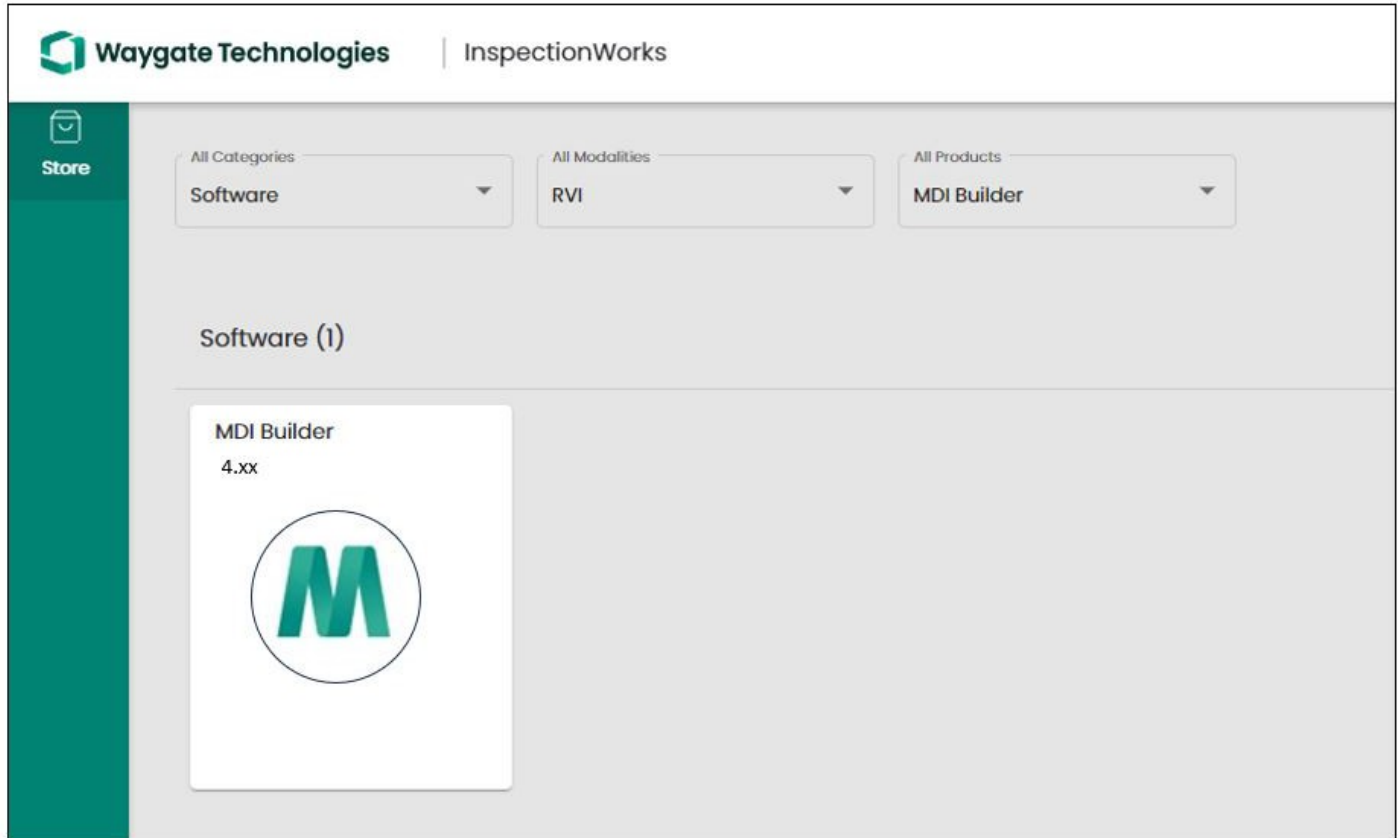 Waygate Technologies | InspectionWorks
Store
All Categories All Modalities All Products
Software RVI MDI Builder
Software (1)
MDI Builder
4.xx
M